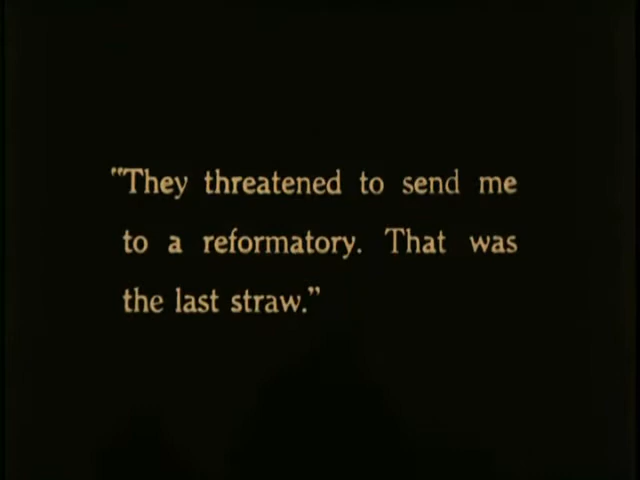 "They threatened to send me
to a reformatory. That was
the last straw."